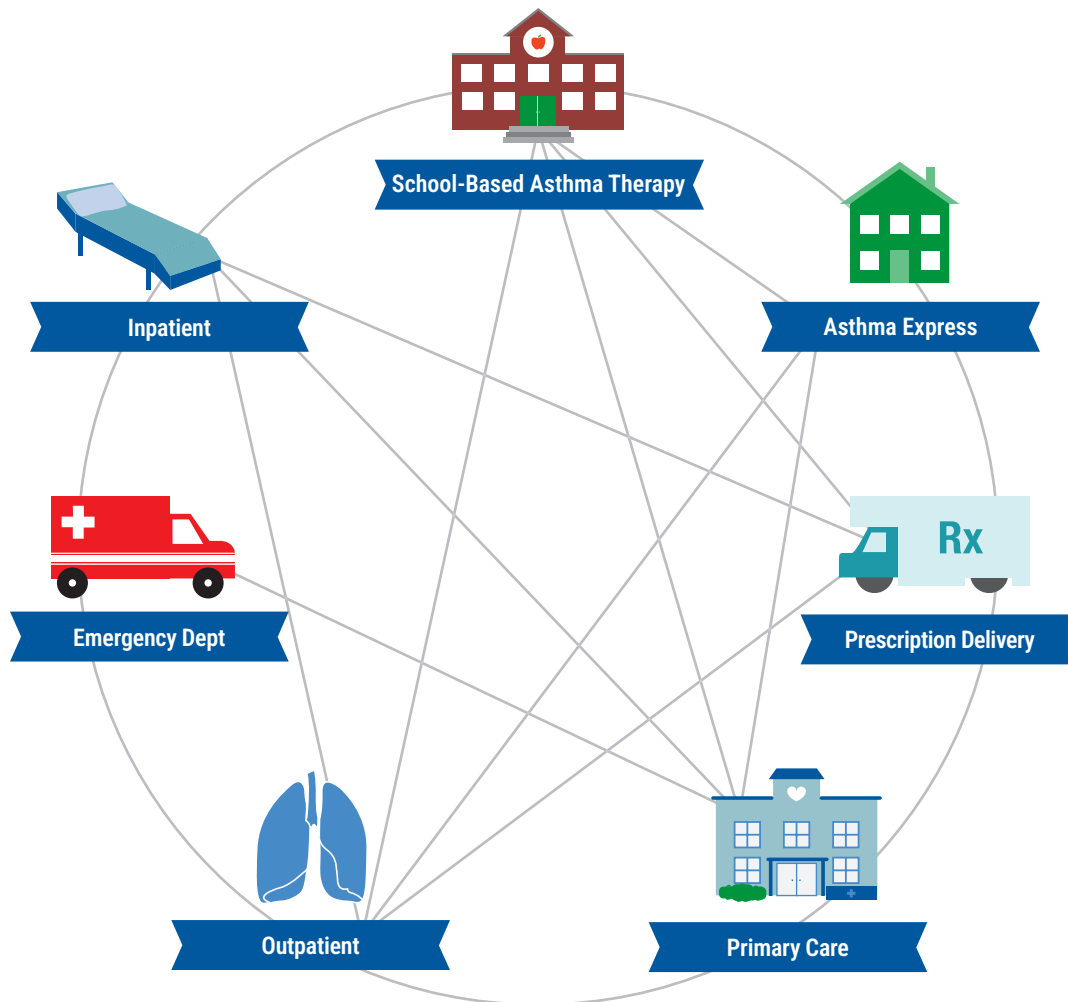 School-Based Asthma Therapy
Inpatient
Asthma Express
Rx
Emergency Dept
Prescription Delivery
Outpatient
Primary Care